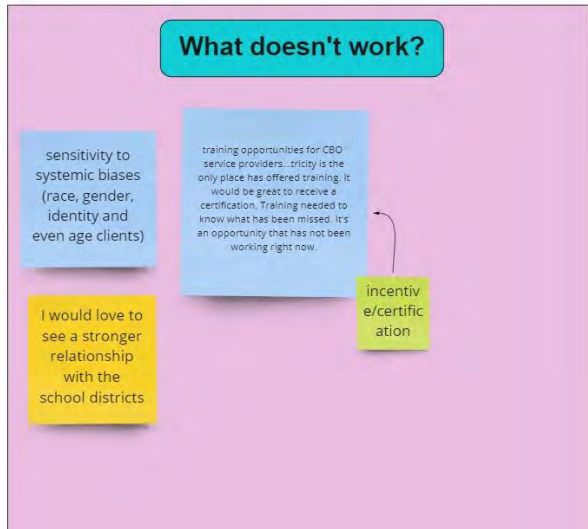 What doesn't work?
sensitivity to
systemic biases
(race, gender,
identity and
even age clients)
training opportunities for CBO
service providers...tricity is the
only place has offered training. It
would be great to receive a
certification. Training needed to
know what has been missed. It's
an opportunity that has not been
working right now.
incentiv
e/certific
ation
I would love to
see a stronger
relationship
with the
school districts